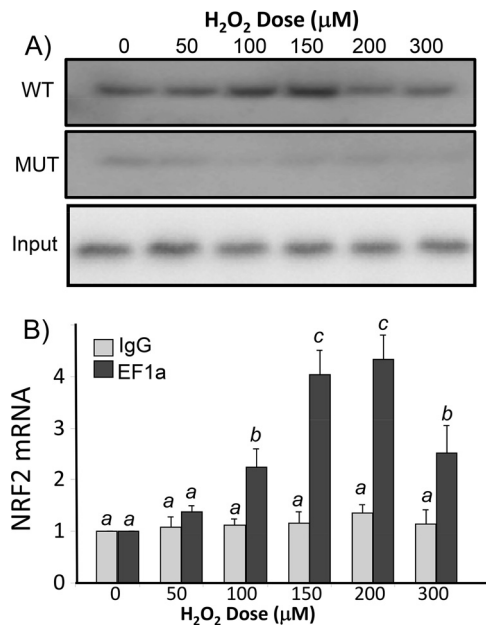 H₂O₂ Dose (μM)
A) 0 50 100 150 200 300
WT
MUT
Input
B)
IgG
EF1a
NRF2 mRNA
4
3
2
1
0
a a a a a b a c a c a b
0 50 100 150 200 300
H₂O₂ Dose (μM)